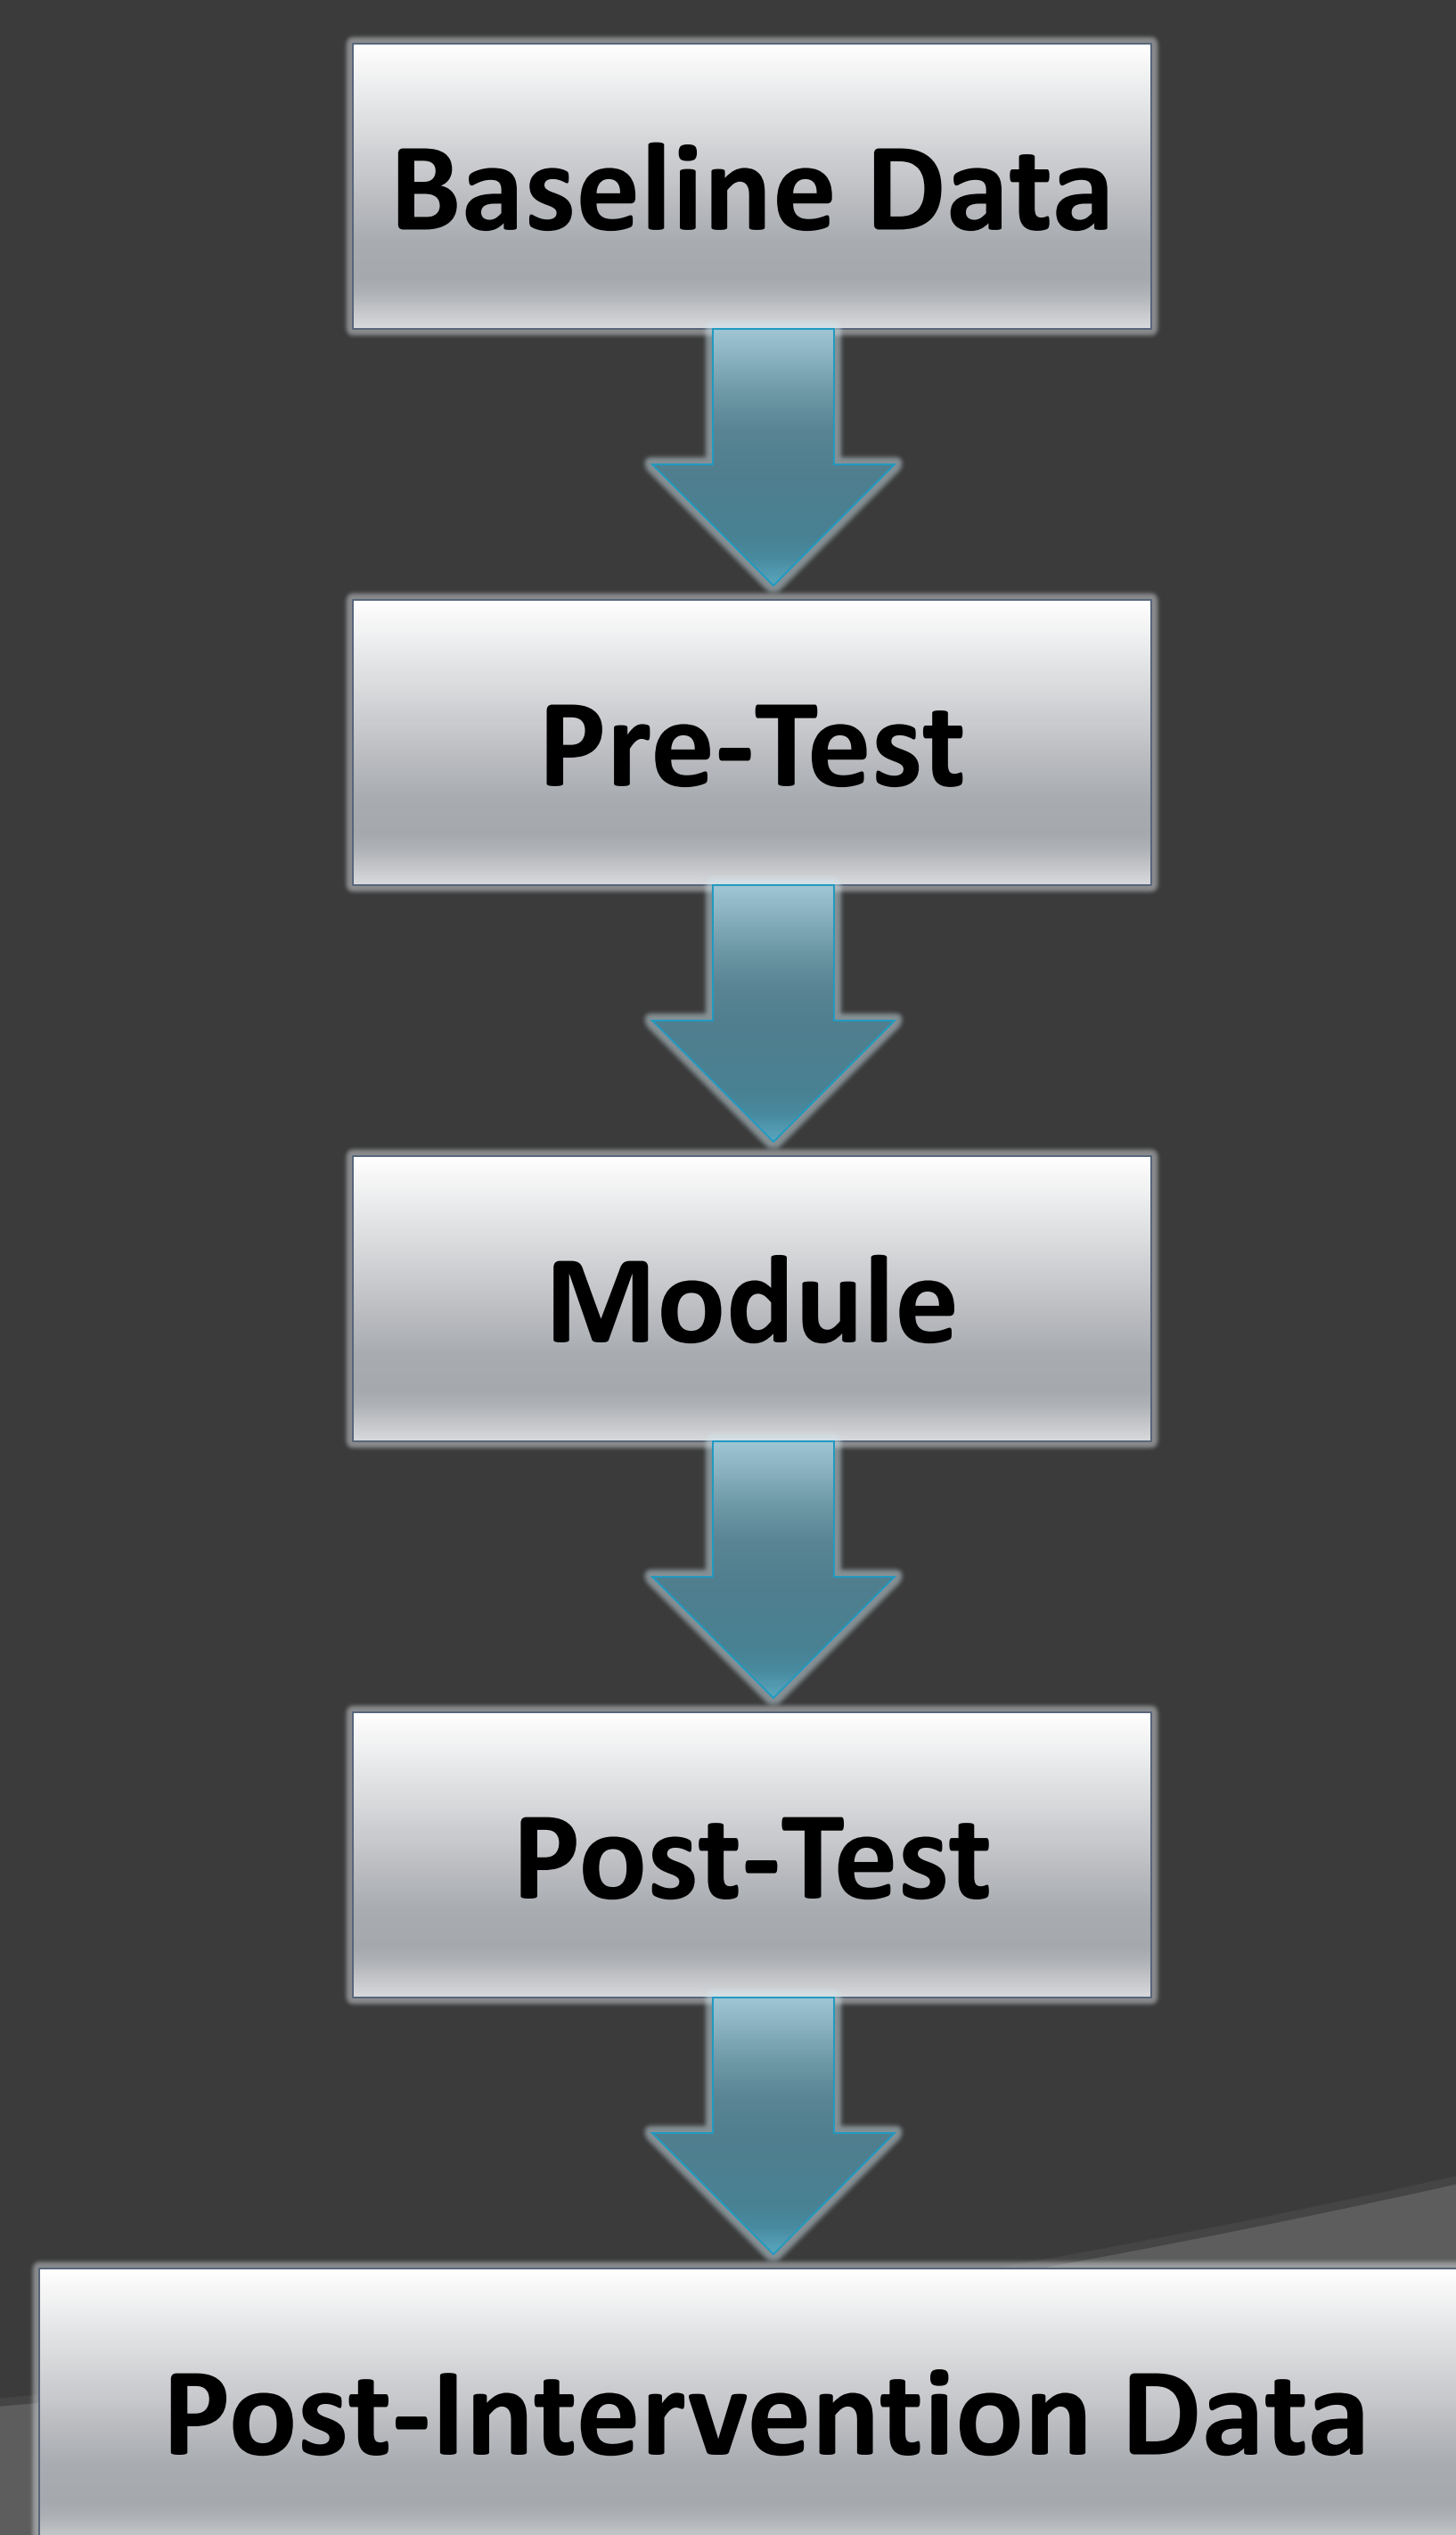 Baseline Data
Pre-Test
Module
Post-Test
Post-Intervention Data